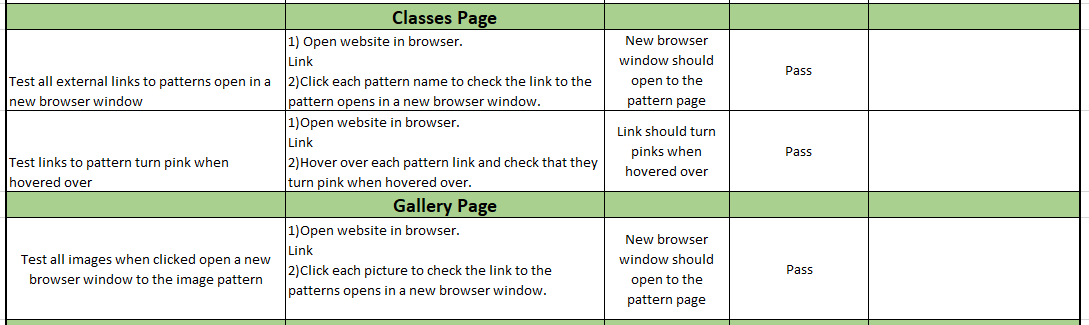 Classes Page
Test all external links to patterns open in a
new browser window
1) Open website in browser.
Link
2)Click each pattern name to check the link to the
pattern opens in a new browser window.
New browser
window should
open to the
pattern page
Pass
Test links to pattern turn pink when
hovered over
1)Open website in browser.
Link
2)Hover over each pattern link and check that they
turn pink when hovered over.
Link should turn
pinks when
hovered over
Pass
Gallery Page
Test all images when clicked open a new
browser window to the image pattern
1)Open website in browser.
Link
2)Click each picture to check the link to the
patterns opens in a new browser window.
New browser
window should
open to the
pattern page
Pass